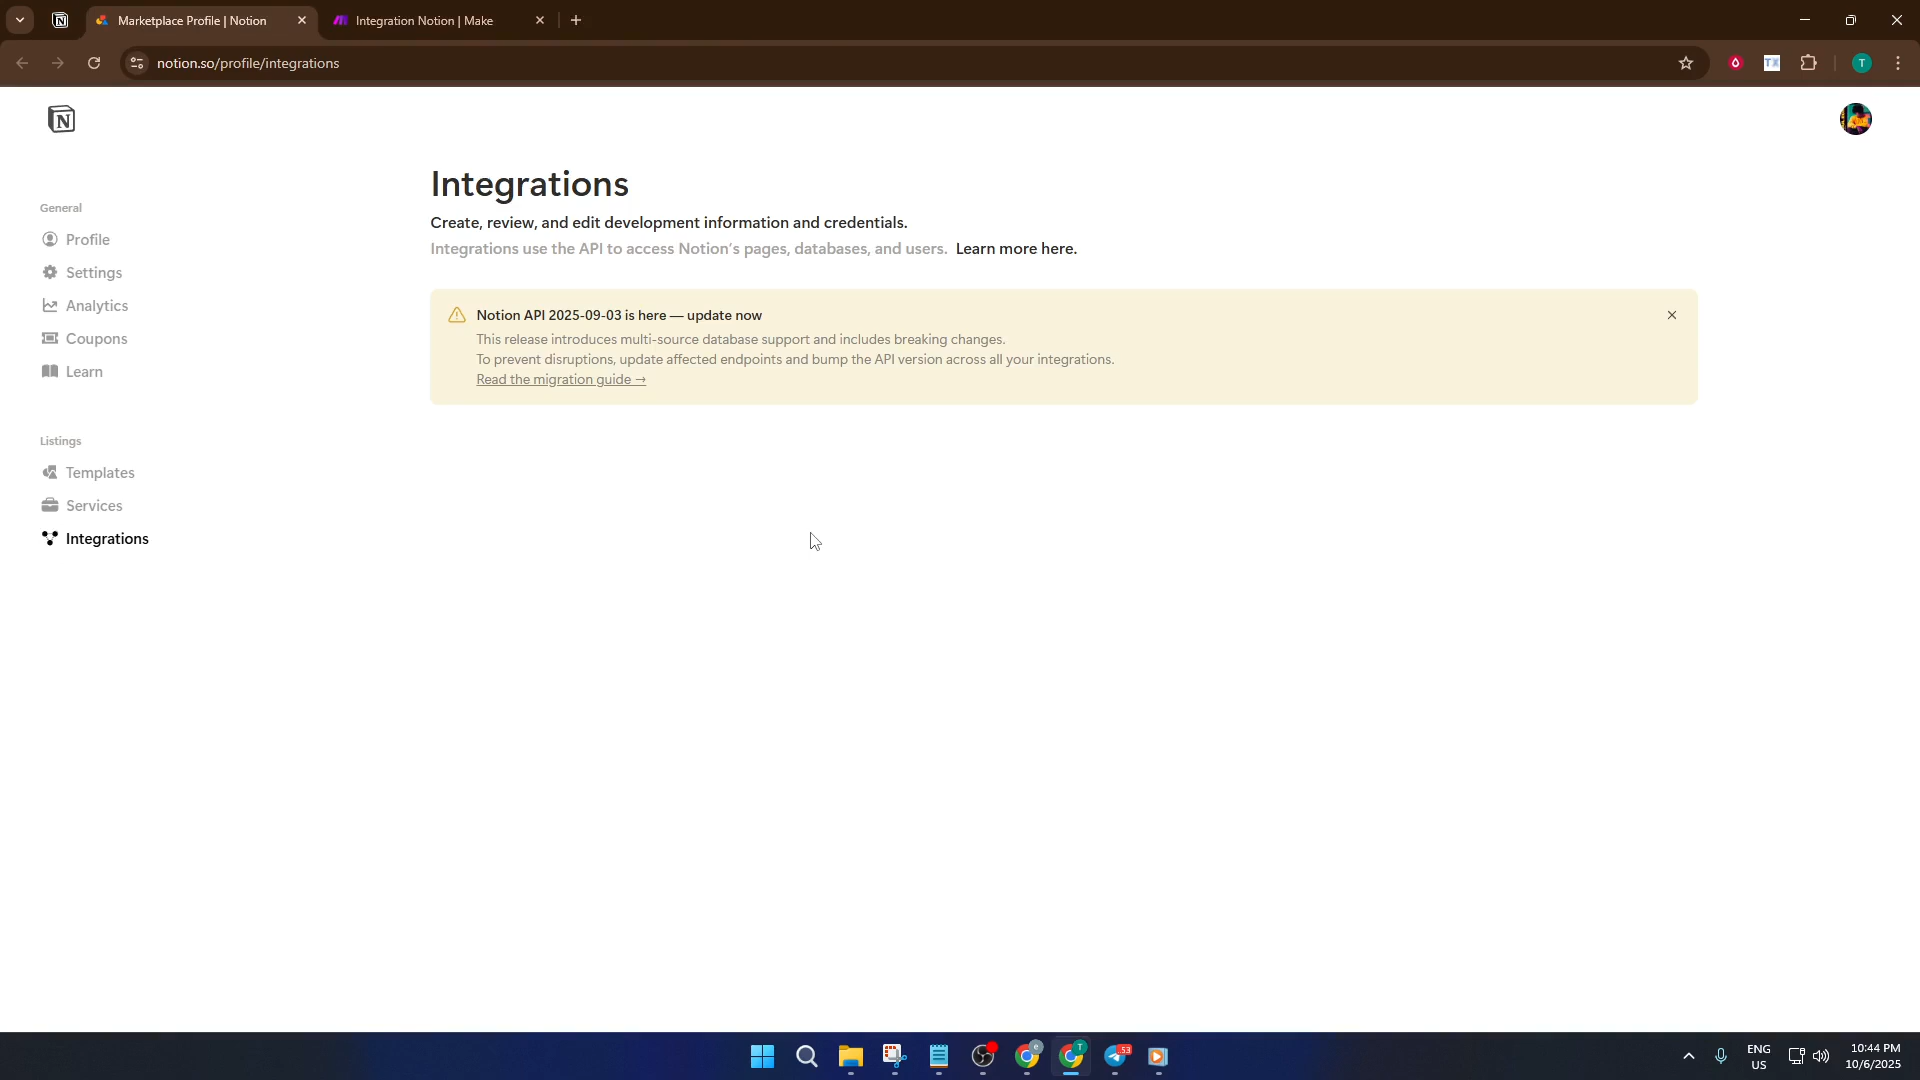 Marketplace Profile | Notion
Integration Notion | Make
notion.so/profile/integrations
T
Integrations
Create, review, and edit development information and credentials.
Integrations use the API to access Notion's pages, databases, and users. Learn more here.
General
Profile
Settings
Analytics
Coupons
Learn
Notion API 2025-09-03 is here — update now
This release introduces multi-source database support and includes breaking changes.
To prevent disruptions, update affected endpoints and bump the API version across all your integrations.
Read the migration guide →
Listings
Templates
Services
Integrations
53
ENG
US
10:44 PM
10/6/2025